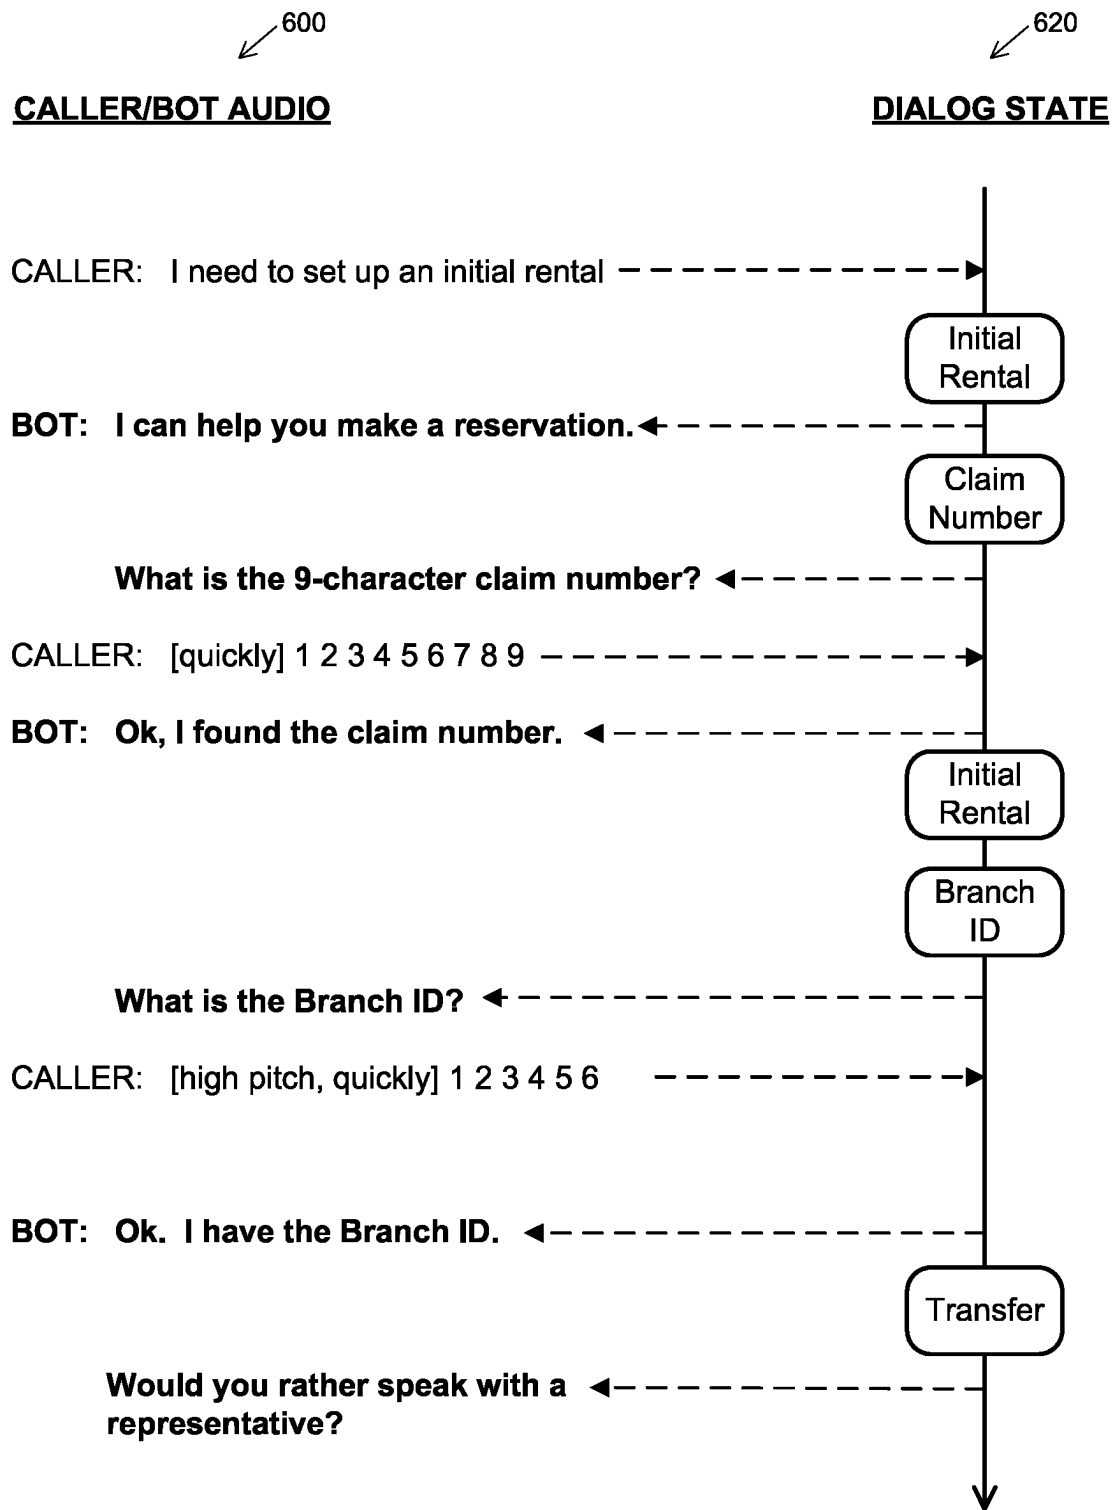 600
620
CALLER/BOT AUDIO
DIALOG STATE
CALLER: I need to set up an initial rental
Initial
Rental
BOT: I can help you make a reservation.
Claim
Number
What is the 9-character claim number?
CALLER: [quickly] 1 2 3 4 5 6 7 8 9
BOT: Ok, I found the claim number.
Initial
Rental
Branch
ID
What is the Branch ID?
CALLER: [high pitch, quickly] 1 2 3 4 5 6
BOT: Ok. I have the Branch ID.
Transfer
Would you rather speak with a
representative?